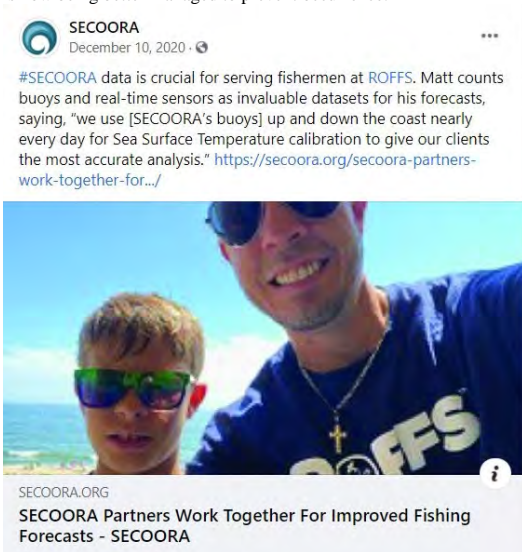 SECOORA
December 10, 2020 ·
#SECOORA data is crucial for serving fishermen at ROFFS. Matt counts
buoys and real-time sensors as invaluable datasets for his forecasts,
saying, “we use [SECOORA’s buoys] up and down the coast nearly
every day for Sea Surface Temperature calibration to give our clients
the most accurate analysis.” https://secoora.org/secoora-partners-
work-together-for.../
ROFFS
SECOORA.ORG
SECOORA Partners Work Together For Improved Fishing
Forecasts - SECOORA